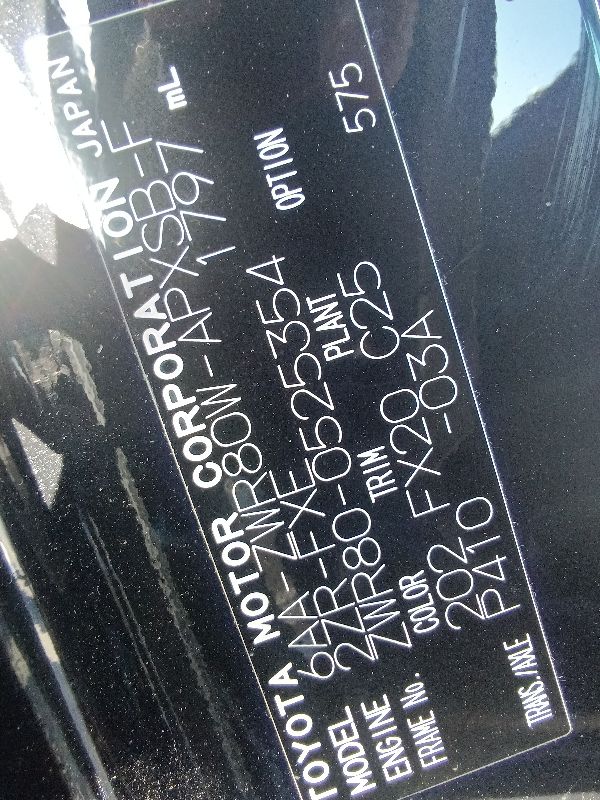 TOYOTA MOTOR CORPORATION JAPAN
MODEL 6AA-ZWR80W-APXSB-F
ENGINE 2ZR-FXE 1797 mL
FRAME No. ZWR80-0525354
COLOR TRIM PLANT OPTION
202 FX20 C25 575
TRANS./AXLE P410 -03A